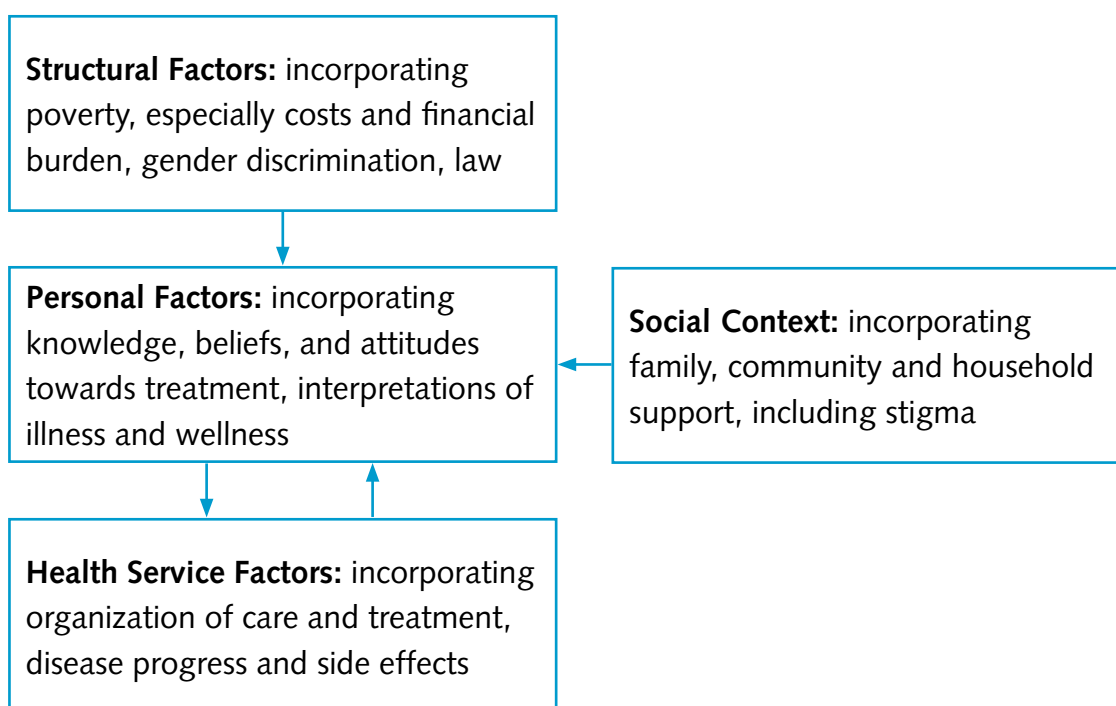 Structural Factors: incorporating
poverty, especially costs and financial
burden, gender discrimination, law
Personal Factors: incorporating
knowledge, beliefs, and attitudes
towards treatment, interpretations of
illness and wellness
Social Context: incorporating
family, community and household
support, including stigma
Health Service Factors: incorporating
organization of care and treatment,
disease progress and side effects